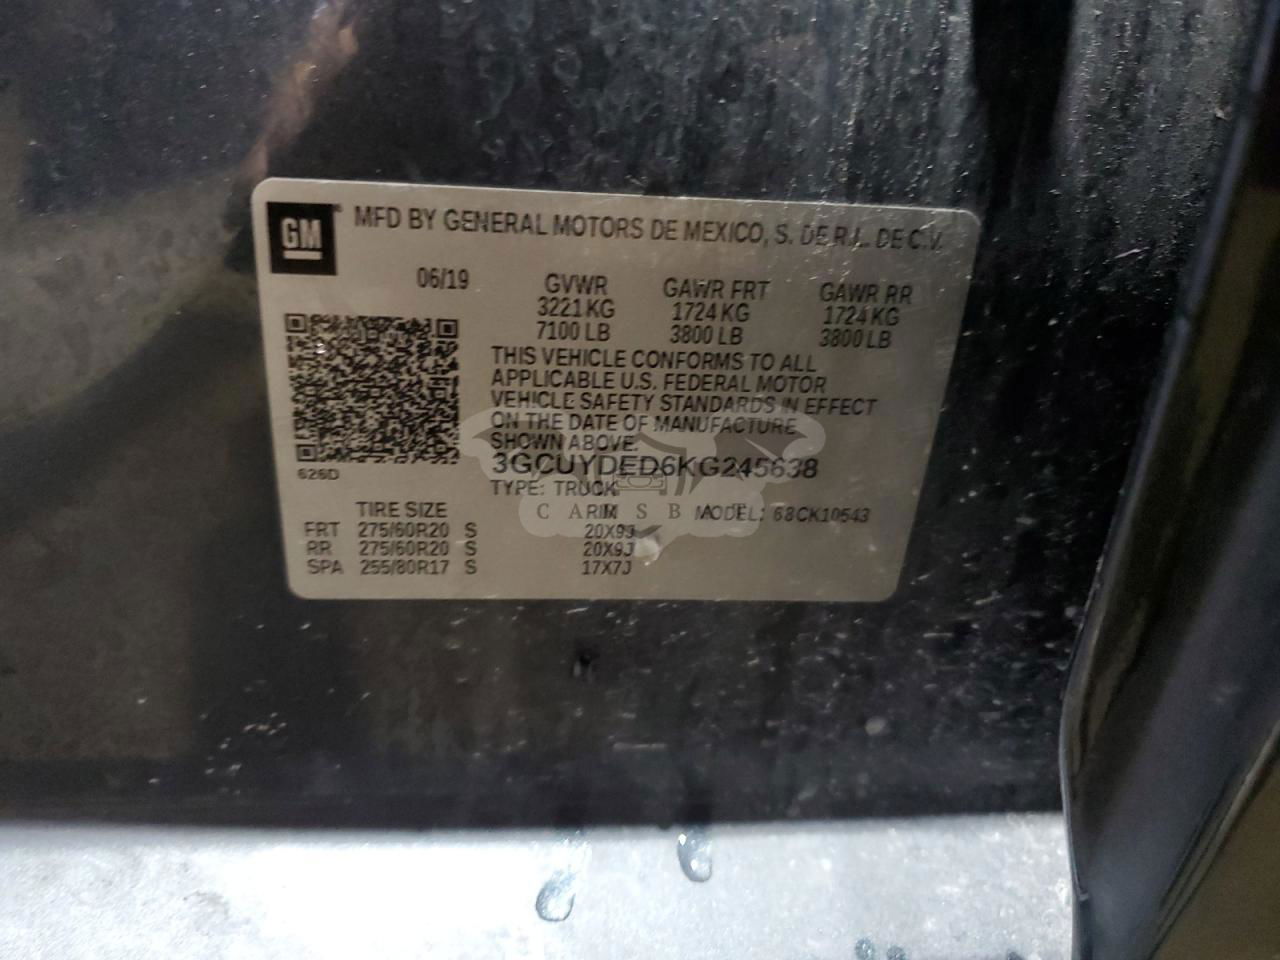 GM
MFD BY GENERAL MOTORS DE MEXICO, S. DE R.L. DE C.V.
06/19 GVWR GAWR FRT GAWR RR
3221 KG 1724 KG 1724 KG
7100 LB 3800 LB 3800 LB
THIS VEHICLE CONFORMS TO ALL
APPLICABLE U.S. FEDERAL MOTOR
VEHICLE SAFETY STANDARDS IN EFFECT
ON THE DATE OF MANUFACTURE
SHOWN ABOVE.
3GCUYDED6KG245638
626D
TYPE: TRUCK
TIRE SIZE RIM MODEL: 68CK10543
FRT 275/60R20 S 20X9J
RR 275/60R20 S 20X9J
SPA 255/80R17 S 17X7J